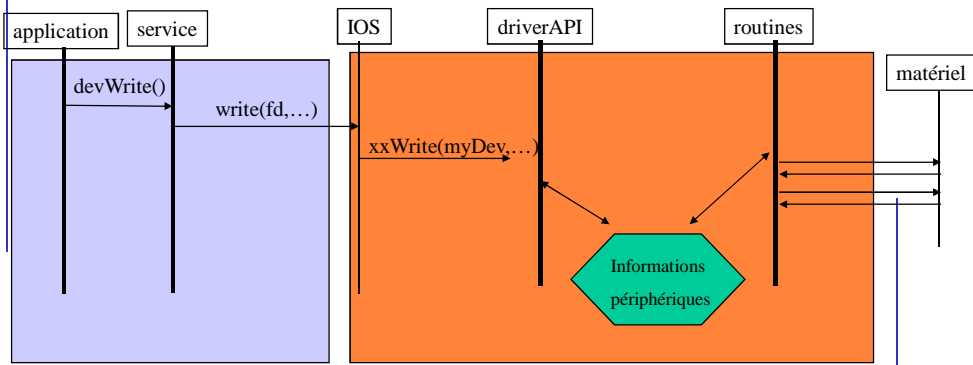 application
service
IOS
driverAPI
routines
matériel
devWrite()
write(fd,…)
xxWrite(myDev,…)
Informations
périphériques